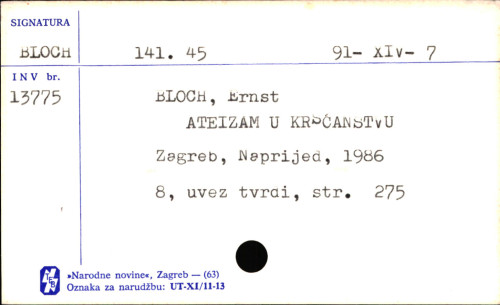 SIGNATURA
BLOCH 141. 45 91- XIV- 7
INV br.
13775
BLOCH, Ernst
ATEIZAM U KRŠĆANSTVU
Zagreb, Naprijed, 1986
8, uvez tvrdi, str. 275
»Narodne novine«, Zagreb — (63)
Oznaka za narudžbu: UT-XI/11-13